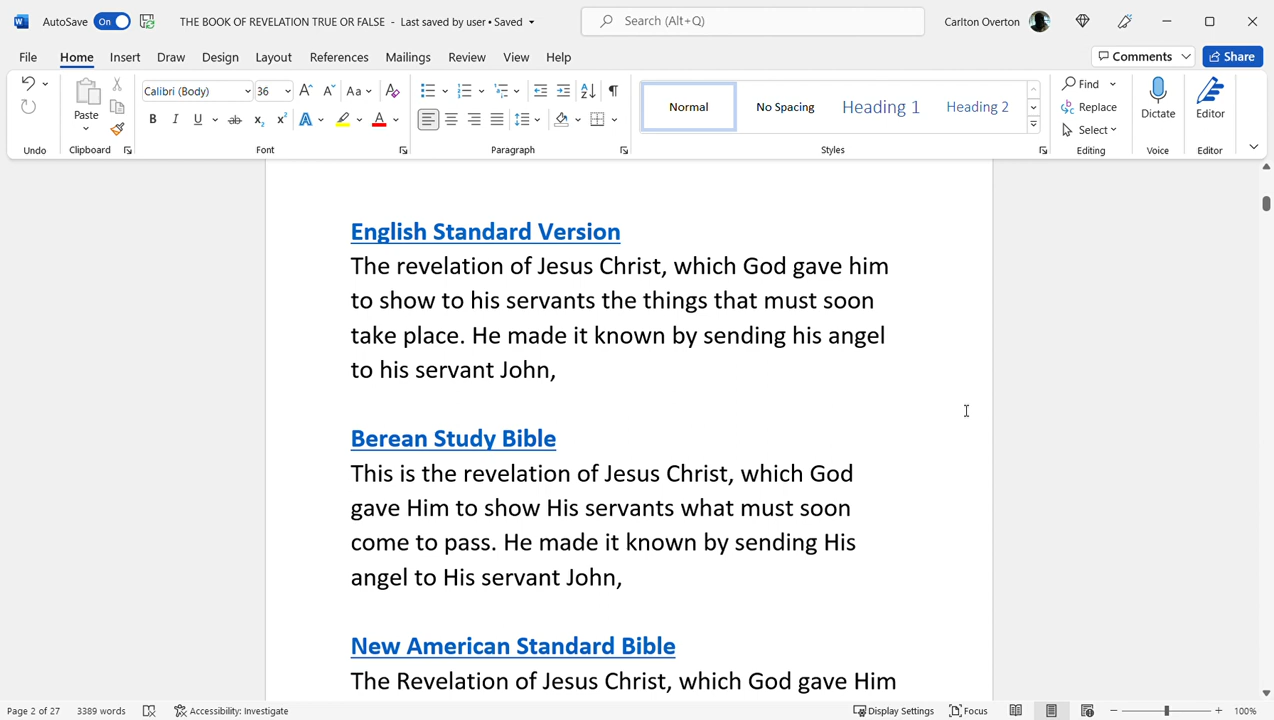 AutoSave On THE BOOK OF REVELATION TRUE OR FALSE - Last saved by user • Saved Search (Alt+Q) Carlton Overton
File Home Insert Draw Layout References Mailings Review View Help Comments Share
Calibri (Body) 36 A A Aa A Normal No Spacing Heading 1 Heading 2 Find
Paste Replace Dictate Editor
B I U ab x2 x2 A A Select
Undo Clipboard Font Paragraph Styles Editing Voice Editor
English Standard Version
The revelation of Jesus Christ, which God gave him
to show to his servants the things that must soon
take place. He made it known by sending his angel
to his servant John,
Berean Study Bible
This is the revelation of Jesus Christ, which God
gave Him to show His servants what must soon
come to pass. He made it known by sending His
angel to His servant John,
New American Standard Bible
The Revelation of Jesus Christ, which God gave Him
Page 2 of 27 3389 words Accessibility: Investigate Display Settings Focus 100%